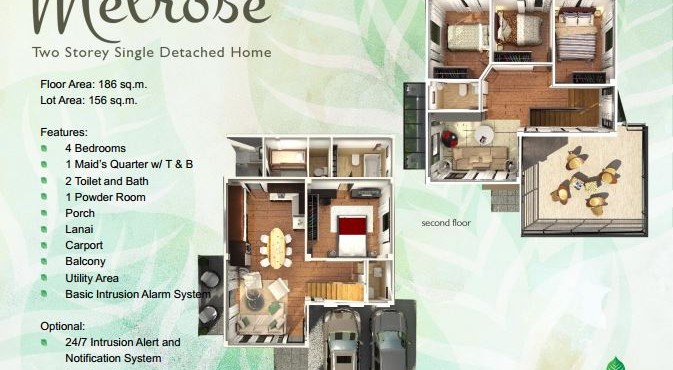 Melrose
Two Storey Single Detached Home
Floor Area: 186 sq.m.
Lot Area: 156 sq.m.
Features:
4 Bedrooms
1 Maid's Quarter w/ T & B
2 Toilet and Bath
1 Powder Room
Porch
Lanai
Carport
Balcony
Utility Area
Basic Intrusion Alarm System
Optional:
24/7 Intrusion Alert and
Notification System
second floor